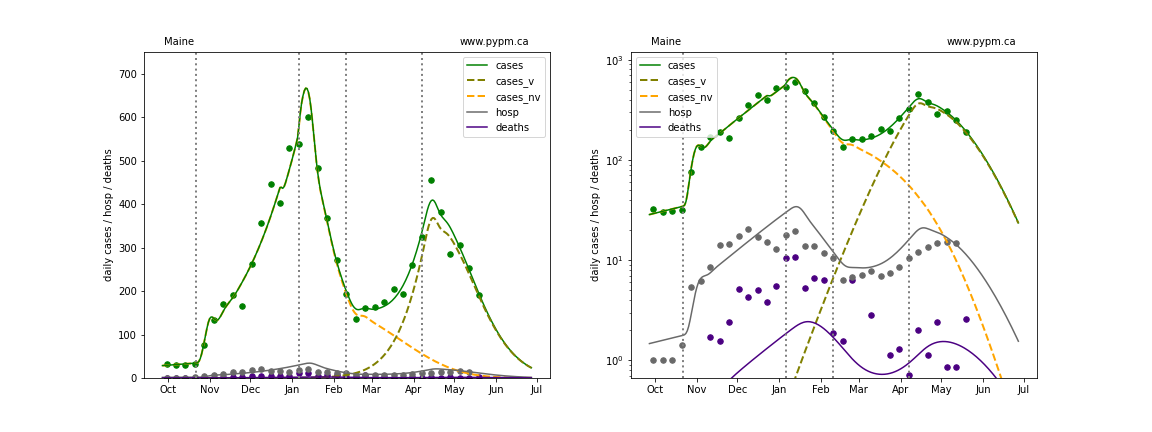 Maine www.pypm.ca
700
600
500
400
300
200
100
0
daily cases / hosp / deaths
cases
cases_v
cases_nv
hosp
deaths
Oct Nov Dec Jan Feb Mar Apr May Jun Jul
Maine www.pypm.ca
10³
10²
10¹
10⁰
daily cases / hosp / deaths
cases
cases_v
cases_nv
hosp
deaths
Oct Nov Dec Jan Feb Mar Apr May Jun Jul